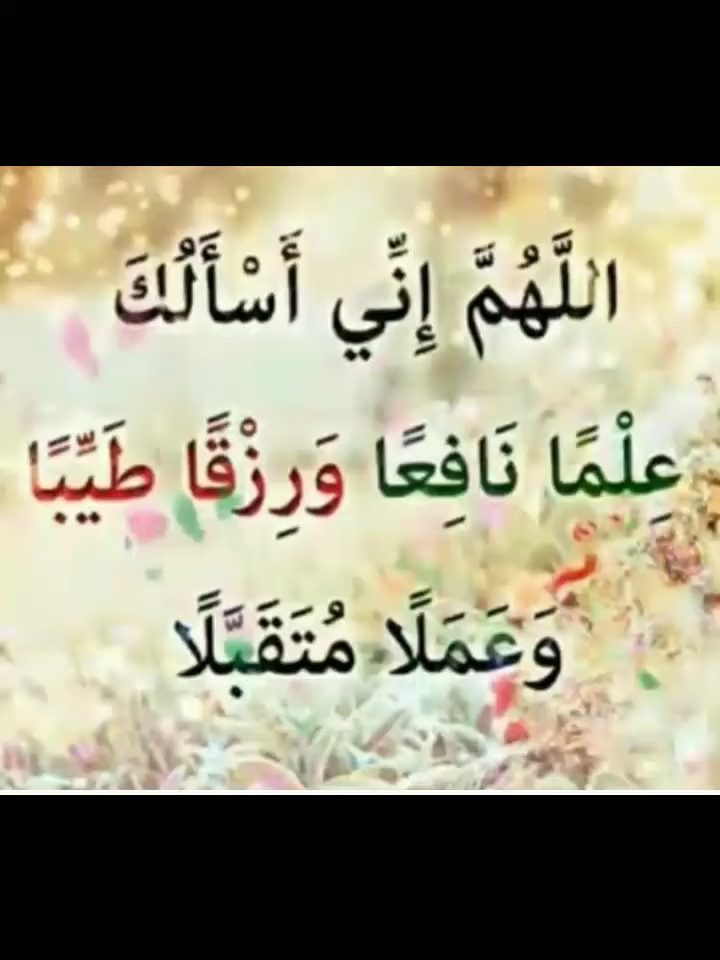 اللَّهُمَّ إِنِّي أَسْأَلُكَ
عِلْمًا نَافِعًا وَرِزْقًا طَيِّبًا
وَعَمَلًا مُتَقَبَّلًا